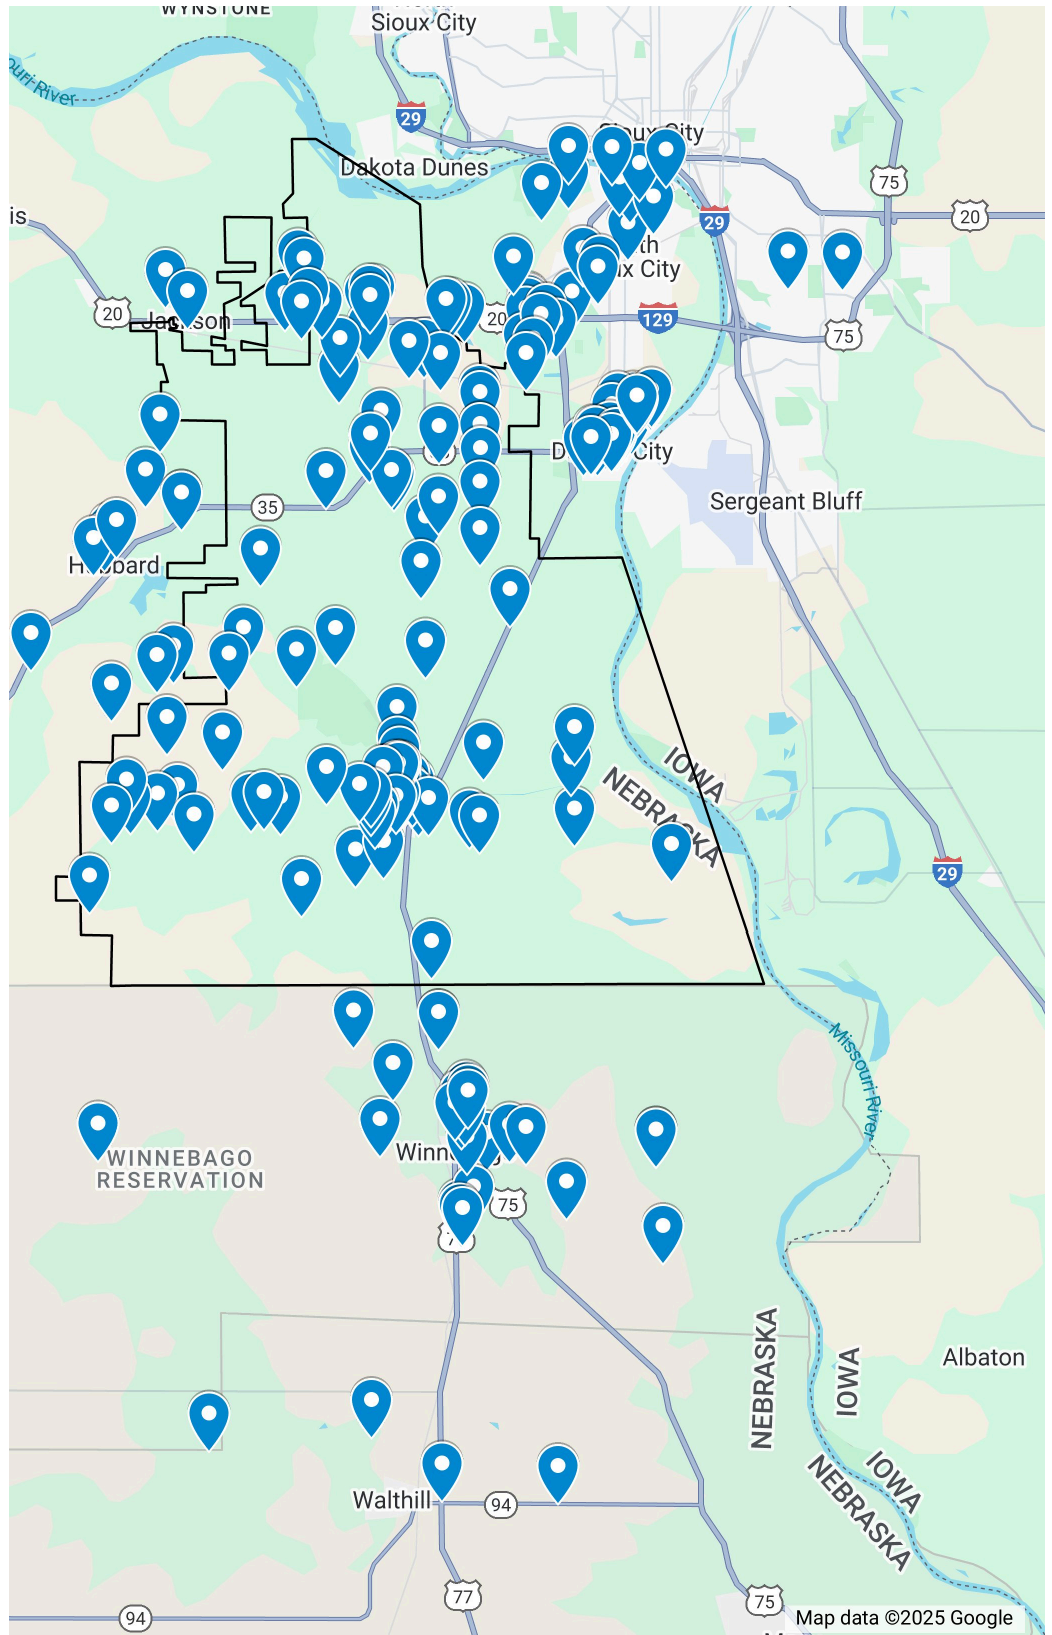 WYNSTONE
Sioux City
29
Dakota Dunes
75
20
29
20
Jackson
20
129
75
Sergeant Bluff
35
Hubbard
IOWA
NEBRASKA
29
Missouri River
WINNEBAGO
RESERVATION
75
NEBRASKA
IOWA
Albaton
IOWA
NEBRASKA
Walthill
94
77
75
94
Map data ©2025 Google